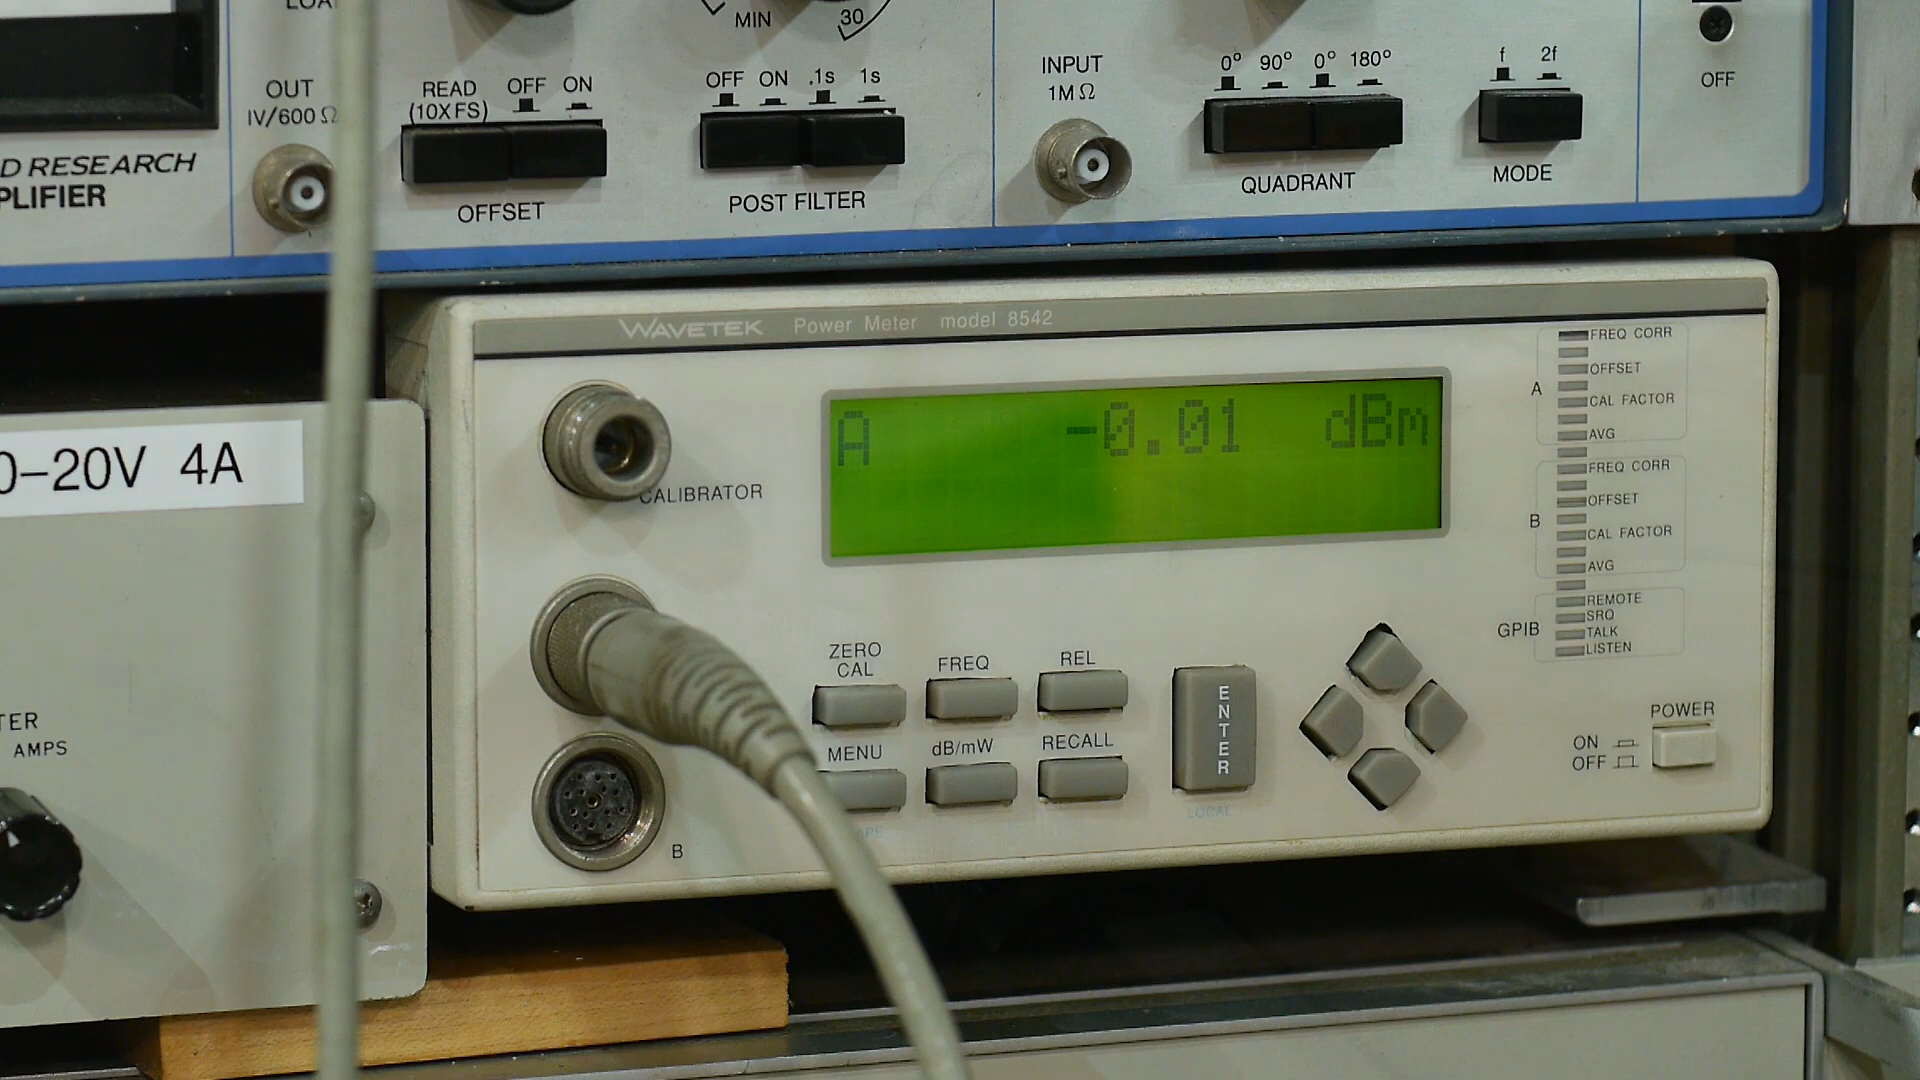 MIN
30
OUT
1V/600 Ω
READ
(10X FS)
OFF ON
OFFSET
OFF ON .1s 1s
POST FILTER
INPUT
1M Ω
0° 90° 0° 180°
QUADRANT
f 2f
MODE
OFF
D RESEARCH
PLIFIER
WAVETEK Power Meter model 8542
A -0.01 dBm
CALIBRATOR
A
FREQ CORR
OFFSET
CAL FACTOR
AVG
B
FREQ CORR
OFFSET
CAL FACTOR
AVG
GPIB
REMOTE
SRQ
TALK
LISTEN
0-20V 4A
TER
AMPS
ZERO
CAL
FREQ
REL
MENU
dB/mW
RECALL
ENTER
LOCAL
POWER
ON
OFF
B